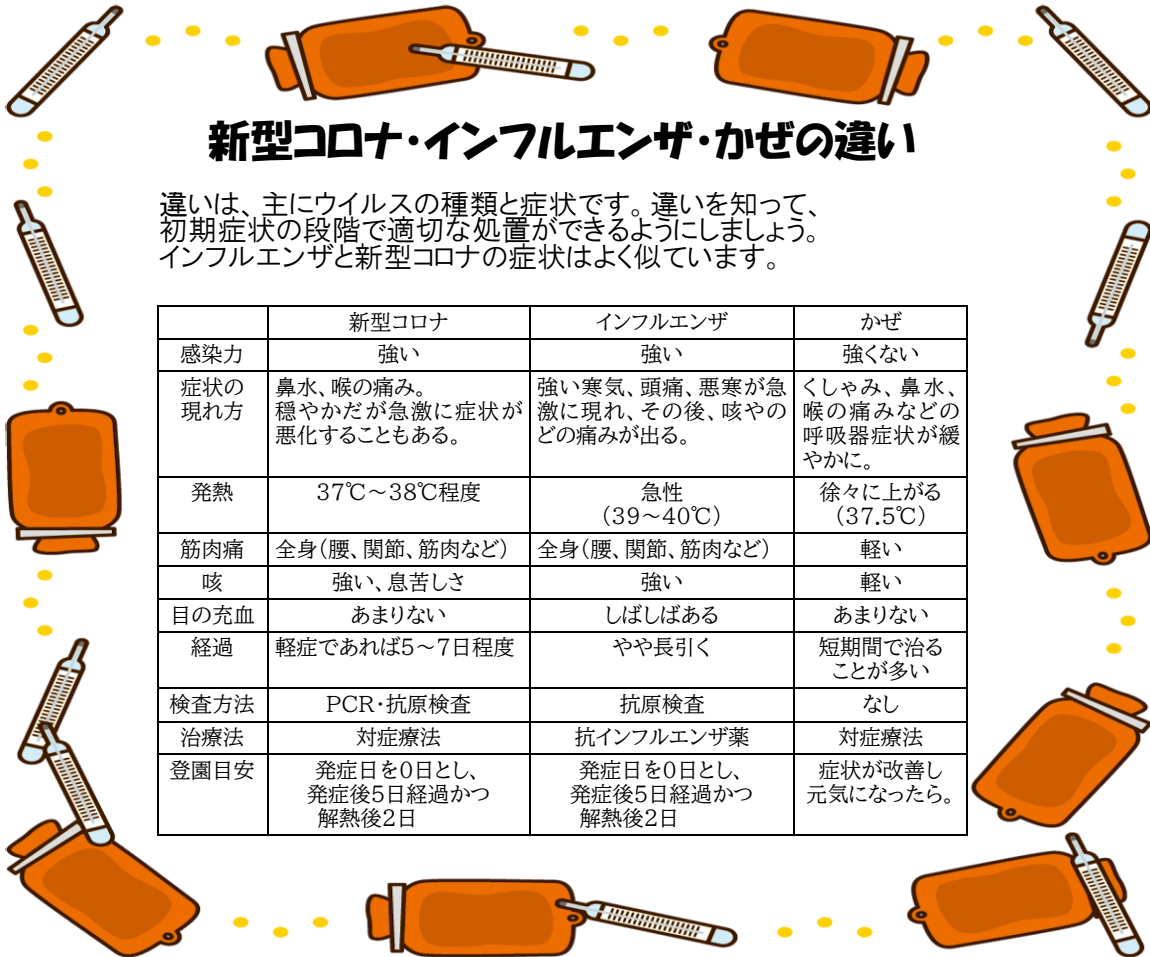 新型コロナ・インフルエンザ・かぜの違い
違いは、主にウイルスの種類と症状です。違いを知って、
初期症状の段階で適切な処置ができるようにしましょう。
インフルエンザと新型コロナの症状はよく似ています。
新型コロナ インフルエンザ かぜ
感染力 強い 強い 強くない
症状の
現れ方
鼻水、喉の痛み。
穏やかだが急激に症状が
悪化することもある。
強い寒気、頭痛、悪寒が急
激に現れ、その後、咳やの
どの痛みが出る。
くしゃみ、鼻水、
喉の痛みなどの
呼吸器症状が緩
やかに。
発熱 37℃～38℃程度
急性
（39～40℃）
徐々に上がる
（37.5℃）
筋肉痛 全身（腰、関節、筋肉など） 全身（腰、関節、筋肉など） 軽い
咳 強い、息苦しさ 強い 軽い
目の充血 あまりない しばしばある あまりない
経過 軽症であれば5～7日程度 やや長引く
短期間で治る
ことが多い
検査方法 PCR・抗原検査 抗原検査 なし
治療法 対症療法 抗インフルエンザ薬 対症療法
登園目安
発症日を0日とし、
発症後5日経過かつ
解熱後2日
発症日を0日とし、
発症後5日経過かつ
解熱後2日
症状が改善し
元気になったら。